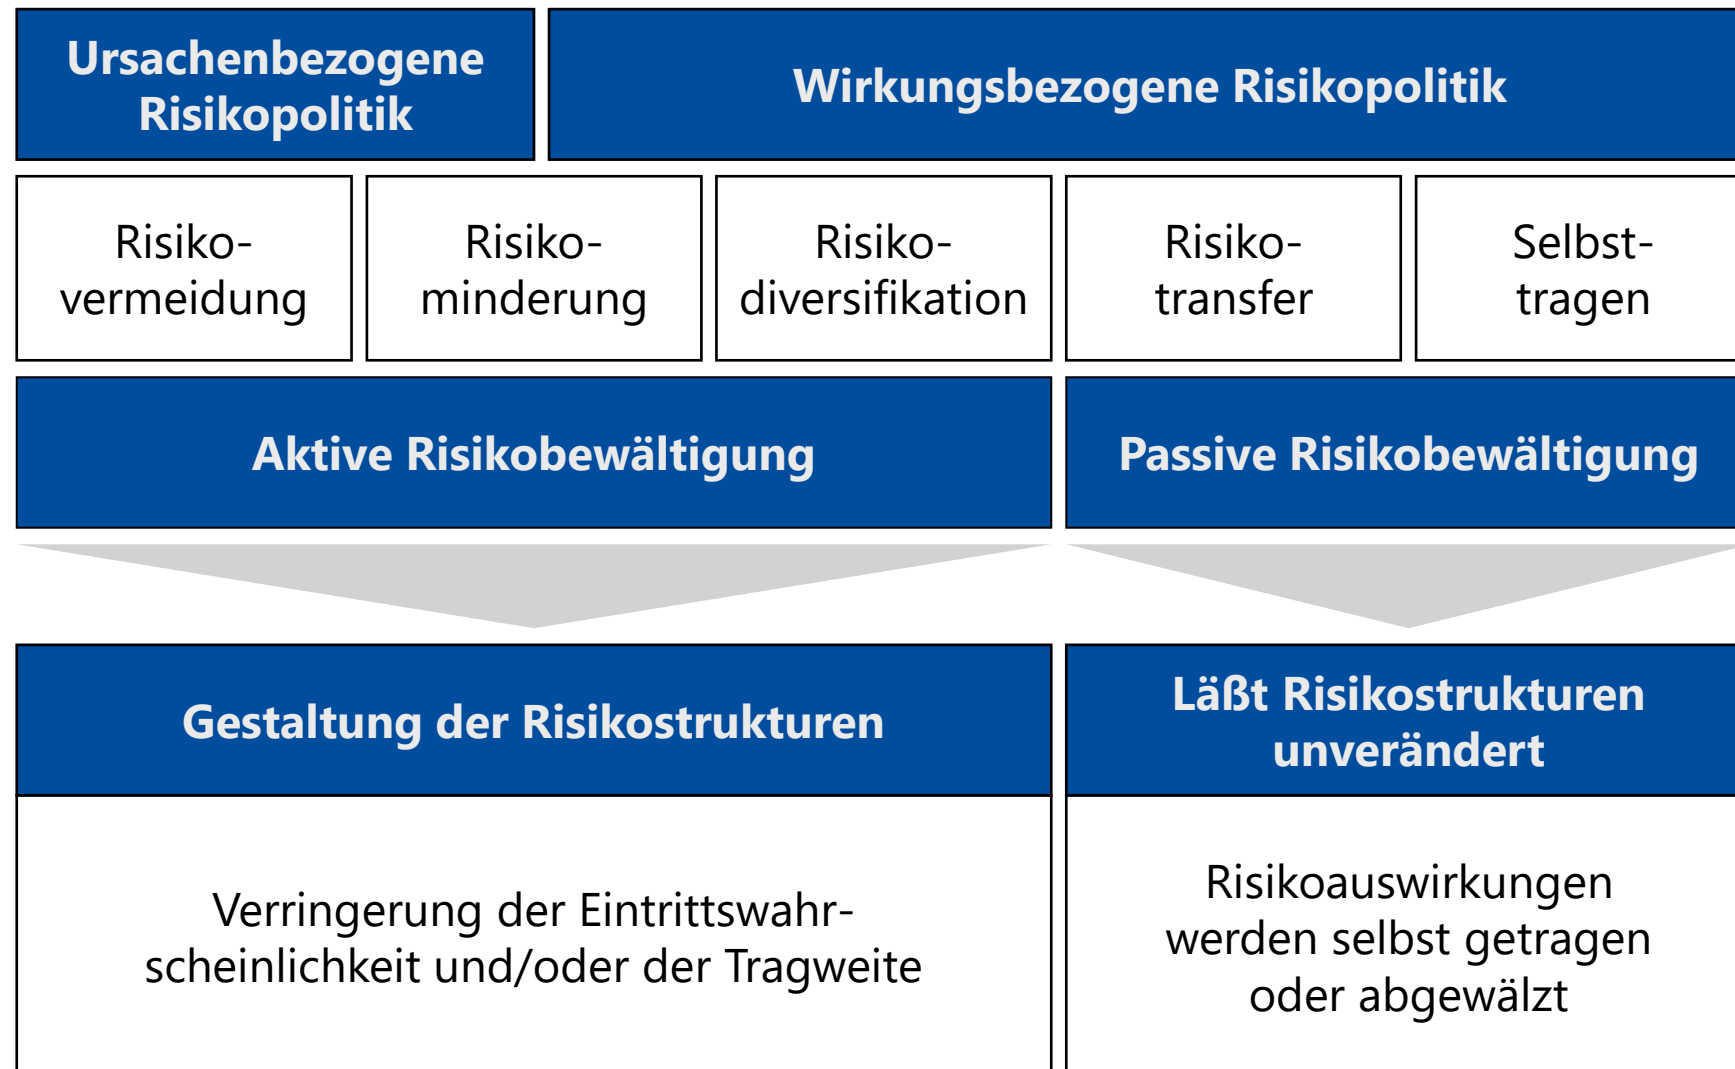 Ursachenbezogene
Risikopolitik
Wirkungsbezogene Risikopolitik
Risiko-
vermeidung
Risiko-
minderung
Risiko-
diversifikation
Risiko-
transfer
Selbst-
tragen
Aktive Risikobewältigung
Passive Risikobewältigung
Gestaltung der Risikostrukturen
Läßt Risikostrukturen
unverändert
Verringerung der Eintrittswahr-
scheinlichkeit und/oder der Tragweite
Risikoauswirkungen
werden selbst getragen
oder abgewälzt